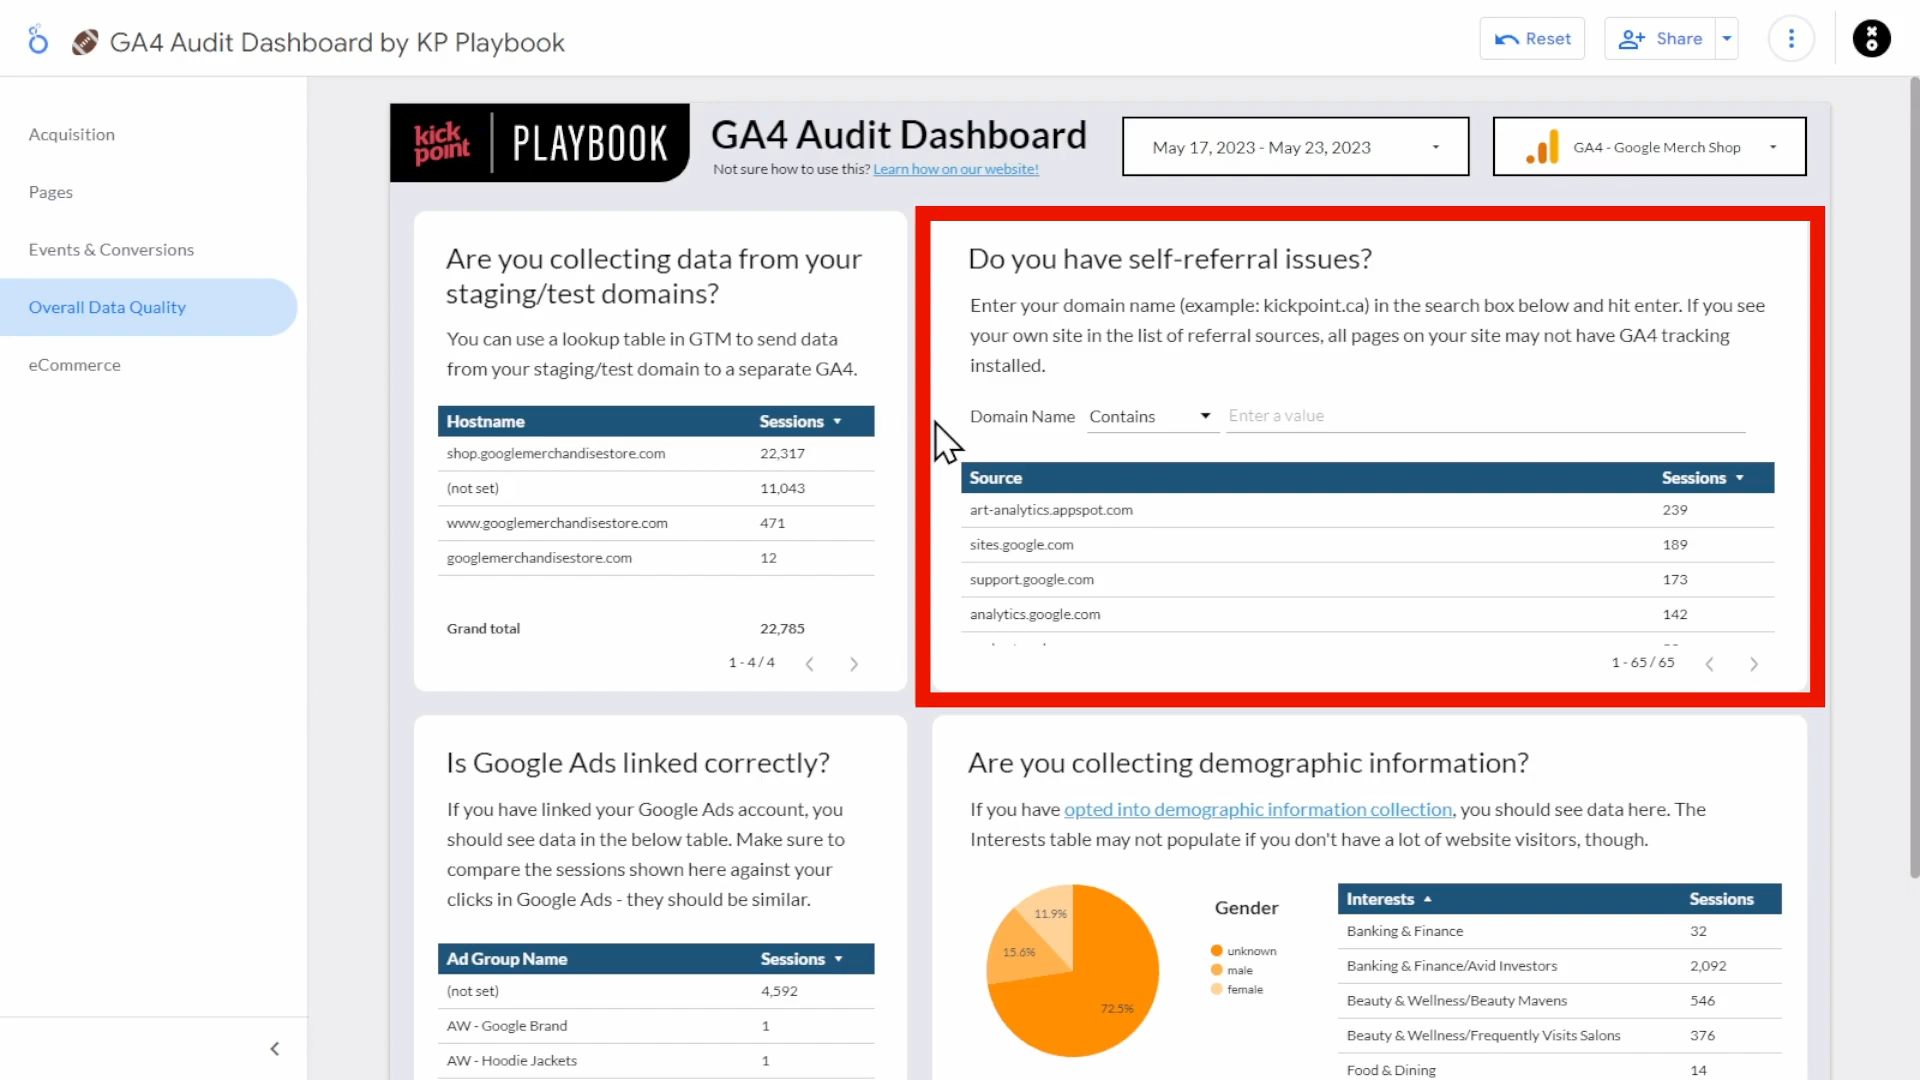 GA4 Audit Dashboard by KP Playbook
Reset
Share
Acquisition
Pages
Events & Conversions
Overall Data Quality
eCommerce
kick point
PLAYBOOK
GA4 Audit Dashboard
Not sure how to use this? Learn how on our website!
May 17, 2023 - May 23, 2023
GA4 - Google Merch Shop
Are you collecting data from your
staging/test domains?
You can use a lookup table in GTM to send data
from your staging/test domain to a separate GA4.
Hostname Sessions
shop.googlemerchandisestore.com 22,317
(not set) 11,043
www.googlemerchandisestore.com 471
googlemerchandisestore.com 12
Grand total 22,785
1 - 4 / 4
Do you have self-referral issues?
Enter your domain name (example: kickpoint.ca) in the search box below and hit enter. If you see
your own site in the list of referral sources, all pages on your site may not have GA4 tracking
installed.
Domain Name Contains Enter a value
Source Sessions
art-analytics.appspot.com 239
sites.google.com 189
support.google.com 173
analytics.google.com 142
1 - 65 / 65
Is Google Ads linked correctly?
If you have linked your Google Ads account, you
should see data in the below table. Make sure to
compare the sessions shown here against your
clicks in Google Ads - they should be similar.
Ad Group Name Sessions
(not set) 4,592
AW - Google Brand 1
AW - Hoodie Jackets 1
Are you collecting demographic information?
If you have opted into demographic information collection, you should see data here. The
Interests table may not populate if you don't have a lot of website visitors, though.
11.9%
15.6%
72.5%
Gender
unknown
male
female
Interests Sessions
Banking & Finance 32
Banking & Finance/Avid Investors 2,092
Beauty & Wellness/Beauty Mavens 546
Beauty & Wellness/Frequently Visits Salons 376
Food & Dining 14